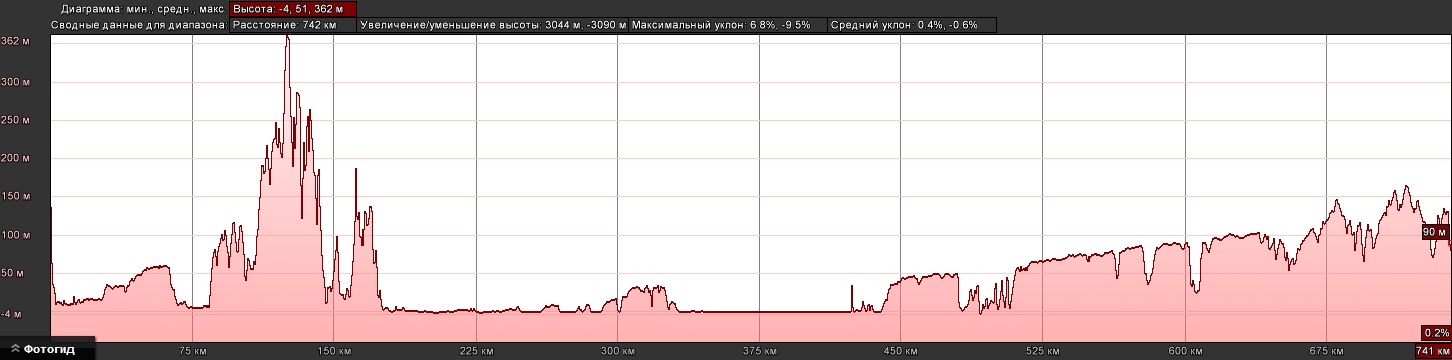 Диаграмма: мин., средн., макс. Высота: -4, 51, 362 м
Сводные данные для диапазона: Расстояние: 742 км Увеличение/уменьшение высоты: 3044 м, -3090 м Максимальный уклон: 6.8%, -9.5% Средний уклон: 0.4%, -0.6%
362 м
300 м
250 м
200 м
150 м
100 м
90 м
50 м
-4 м
0.2%
Фотогид 75 км 150 км 225 км 300 км 375 км 450 км 525 км 600 км 675 км 741 км